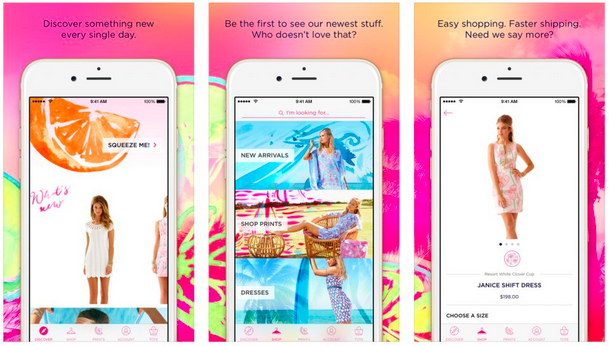 Discover something new
every single day.
9:41 AM
100%
SQUEEZE ME!
What's
new
DISCOVER
SHOP
PRINTS
ACCOUNT
TOTE
Be the first to see our newest stuff.
Who doesn't love that?
9:41 AM
100%
I'm looking for...
NEW ARRIVALS
SHOP PRINTS
DRESSES
DISCOVER
SHOP
PRINTS
ACCOUNT
TOTE
Easy shopping. Faster shipping.
Need we say more?
9:41 AM
100%
Resort White Clover Cup
JANICE SHIFT DRESS
$198.00
CHOOSE A SIZE
DISCOVER
SHOP
PRINTS
ACCOUNT
TOTE